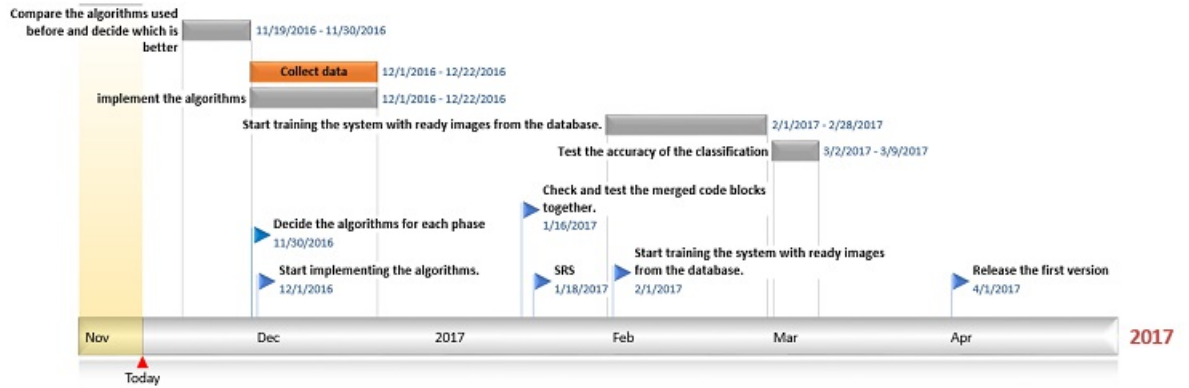 Compare the algorithms used
before and decide which is
better
11/19/2016 - 11/30/2016
Collect data
12/1/2016 - 12/22/2016
implement the algorithms
12/1/2016 - 12/22/2016
Start training the system with ready images from the database.
2/1/2017 - 2/28/2017
Test the accuracy of the classification
3/2/2017 - 3/9/2017
Check and test the merged code blocks
together.
1/16/2017
Decide the algorithms for each phase
11/30/2016
Start implementing the algorithms.
12/1/2016
SRS
1/18/2017
Start training the system with ready images
from the database.
2/1/2017
Release the first version
4/1/2017
Nov Dec 2017 Feb Mar Apr 2017
Today